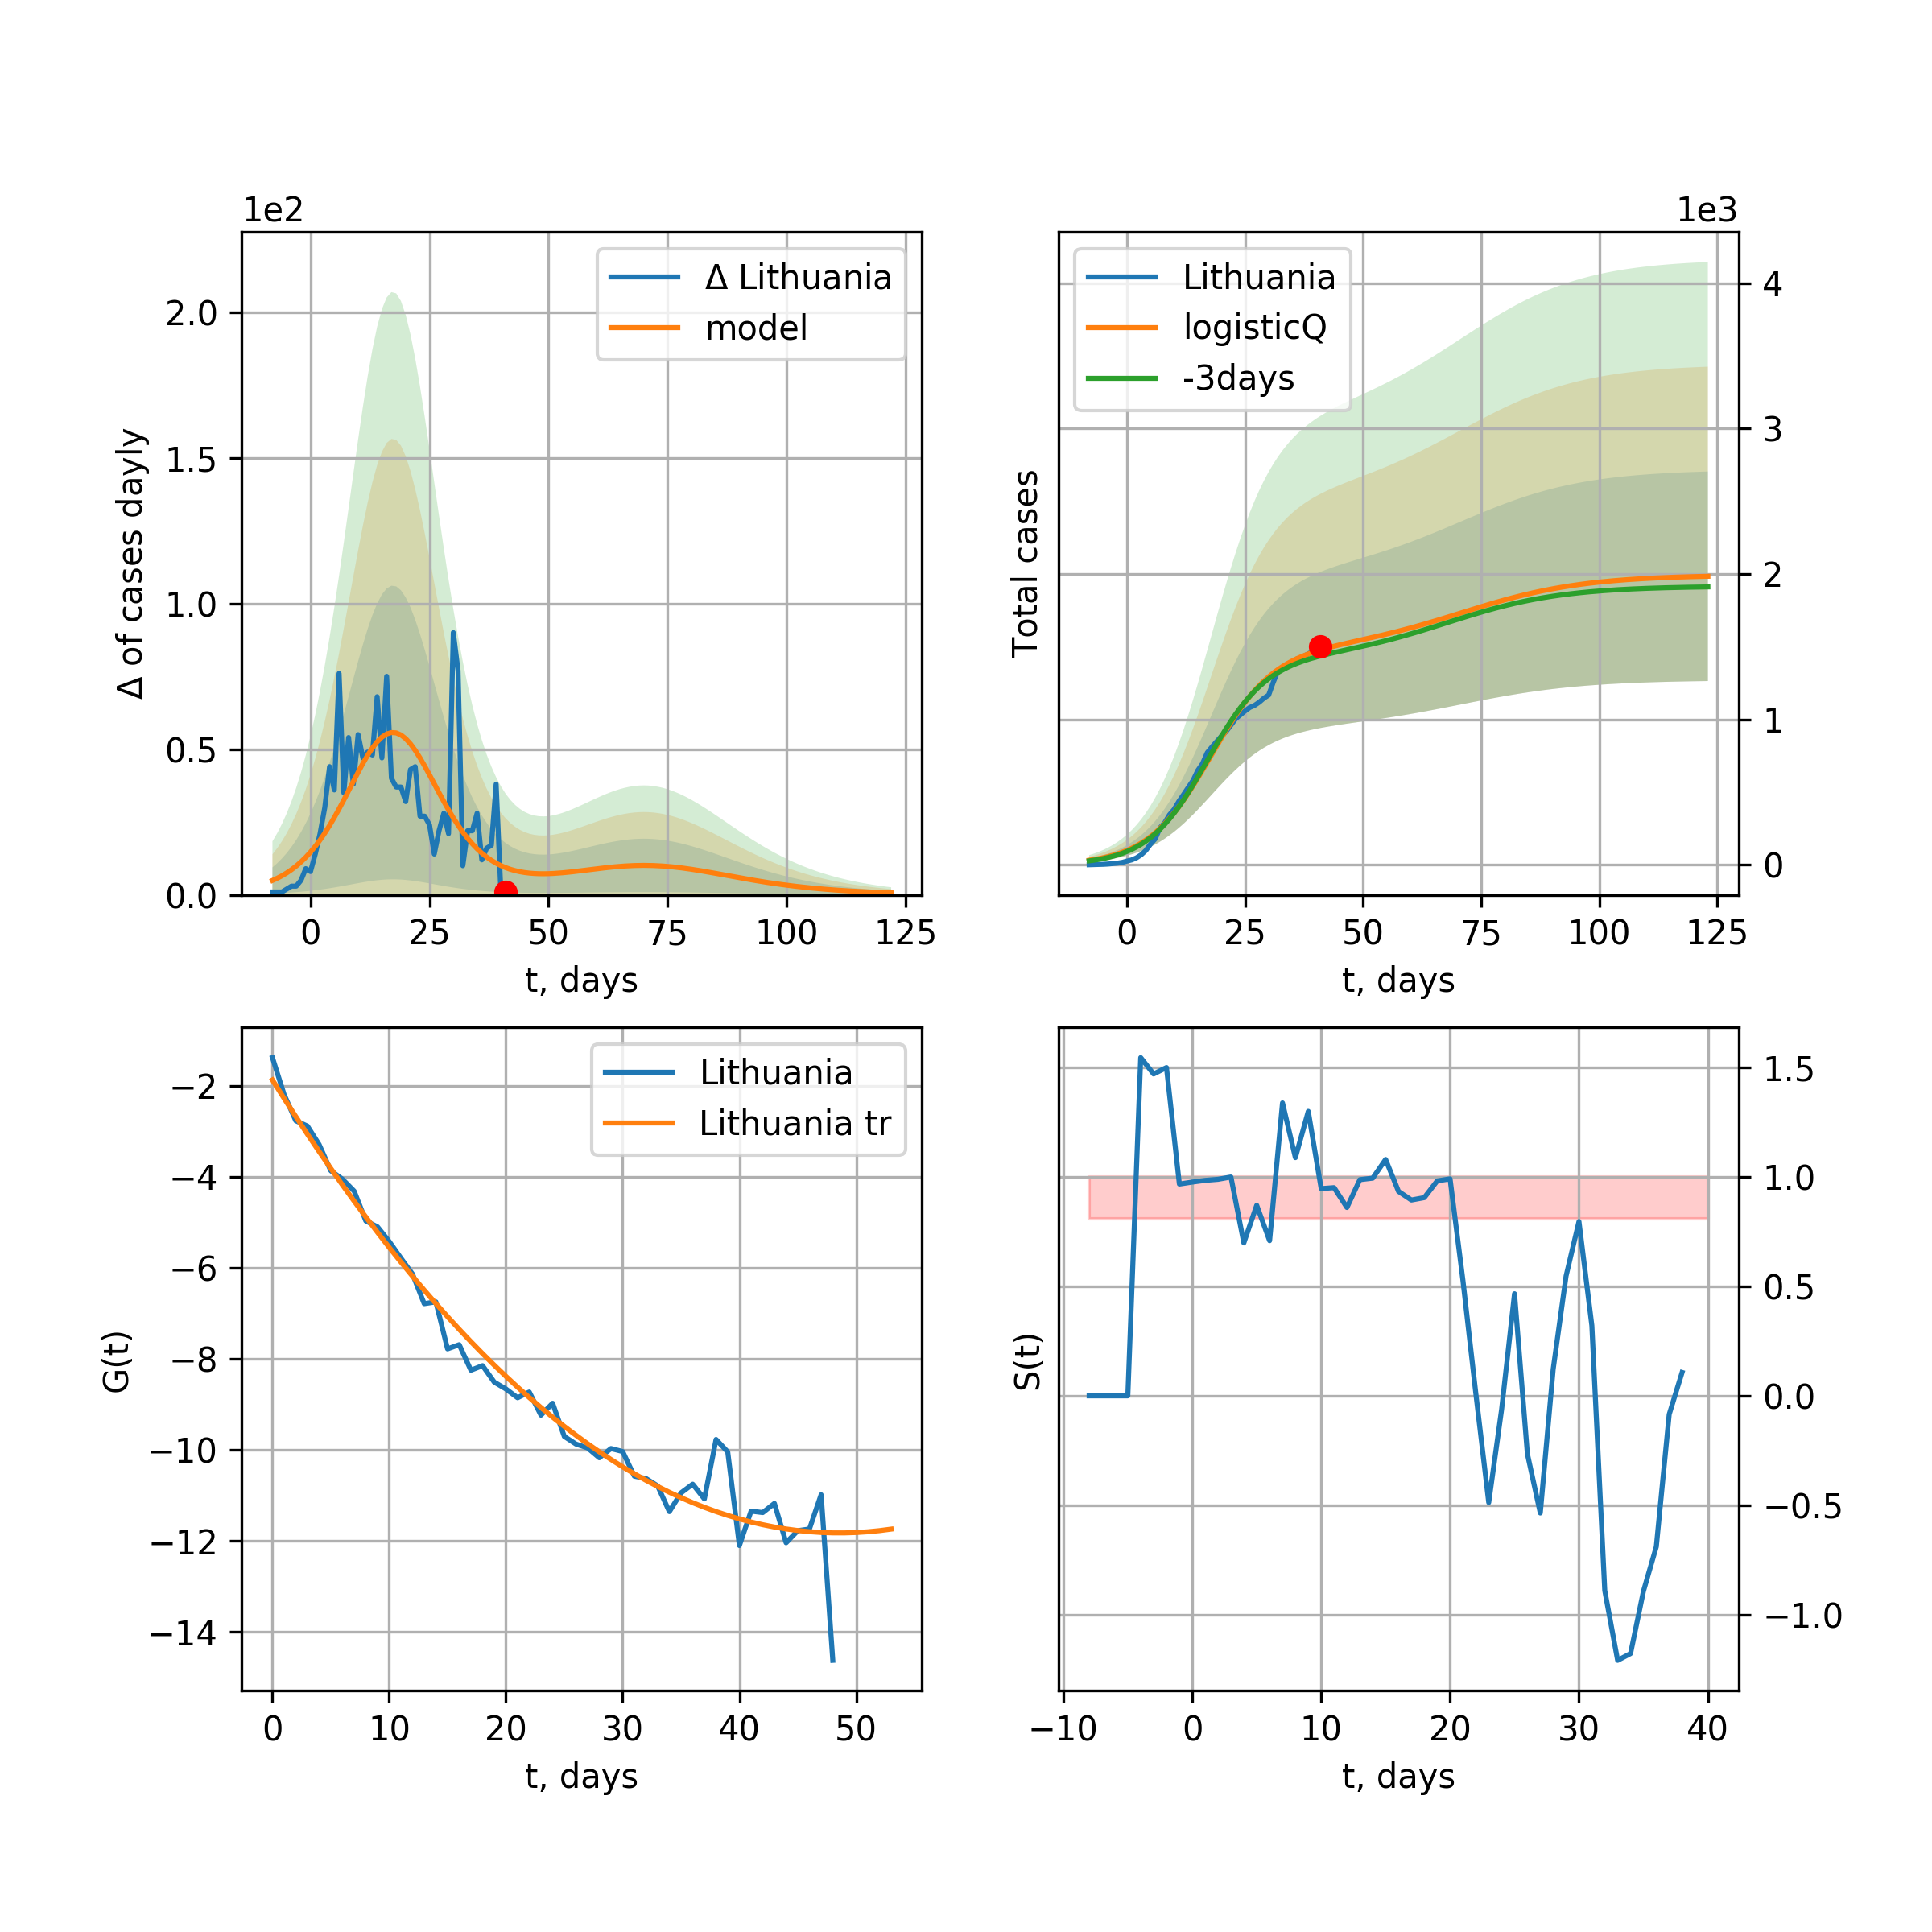 1e2
Δ of cases dayly
2.0
1.5
1.0
0.5
0.0
0 25 50 75 100 125
t, days
Δ Lithuania
model
1e3
Total cases
4
3
2
1
0
0 25 50 75 100 125
t, days
Lithuania
logisticQ
-3days
G(t)
−2
−4
−6
−8
−10
−12
−14
0 10 20 30 40 50
t, days
Lithuania
Lithuania tr
S(t)
1.5
1.0
0.5
0.0
−0.5
−1.0
−10 0 10 20 30 40
t, days